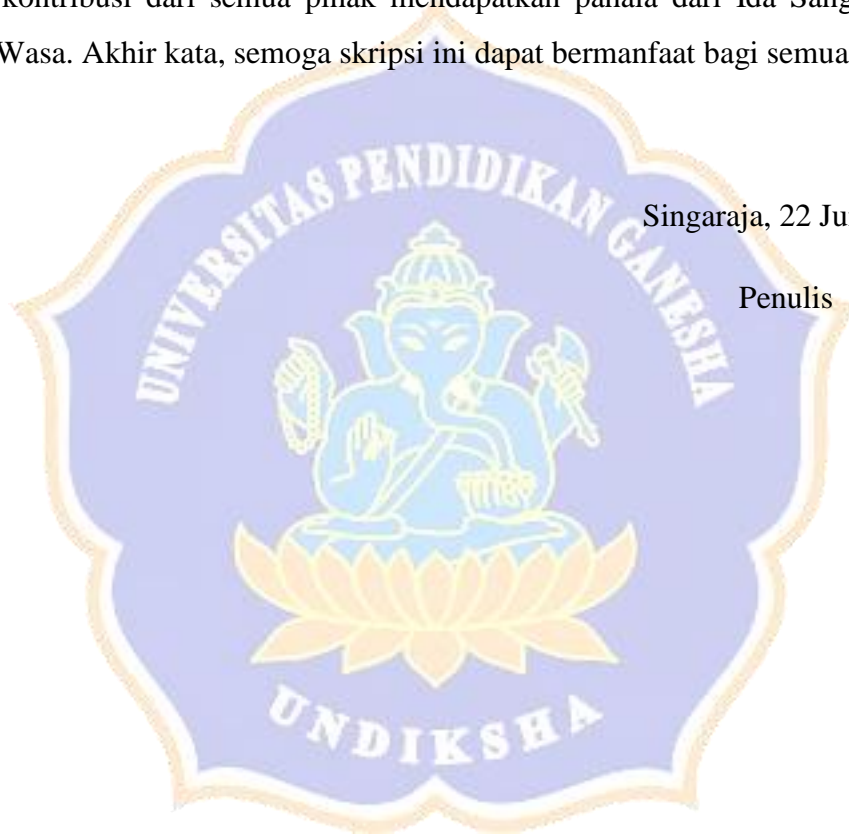 kontribusi dari semua pihak mendapatkan pahala dari Ida Sang
Wasa. Akhir kata, semoga skripsi ini dapat bermanfaat bagi semua
UNIVERSITAS PENDIDIKAN GANESHA
Singaraja, 22
Penulis
UNDIKSHA